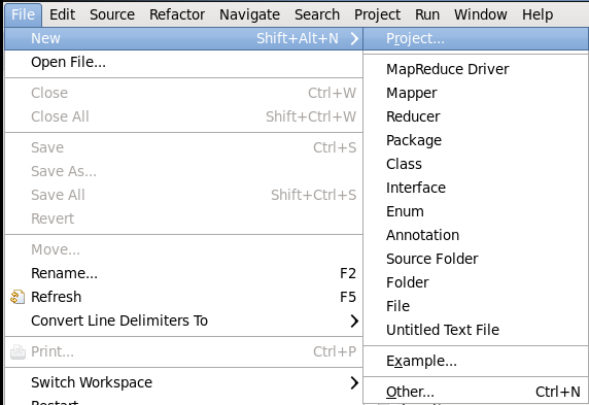 File Edit Source Refactor Navigate Search Project Run Window Help
New Shift+Alt+N
Open File...
Close Ctrl+W
Close All Shift+Ctrl+W
Save Ctrl+S
Save As...
Save All Shift+Ctrl+S
Revert
Move...
Rename... F2
Refresh F5
Convert Line Delimiters To
Print... Ctrl+P
Switch Workspace
Restart
Project...
MapReduce Driver
Mapper
Reducer
Package
Class
Interface
Enum
Annotation
Source Folder
Folder
File
Untitled Text File
Example...
Other... Ctrl+N